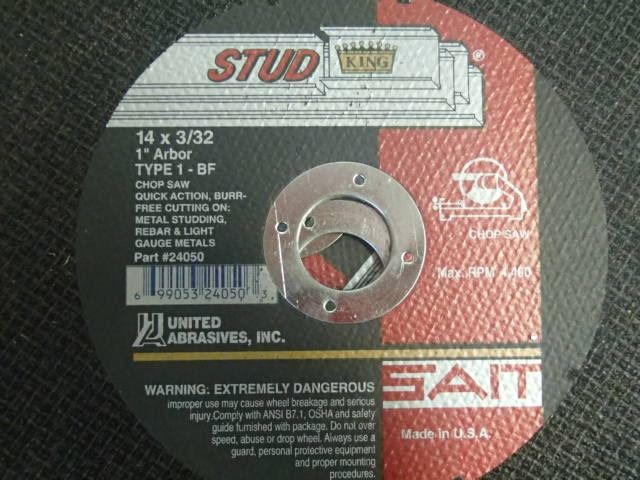 STUD KING ®
14 x 3/32
1" Arbor
TYPE 1 - BF
CHOP SAW
QUICK ACTION, BURR-
FREE CUTTING ON:
METAL STUDDING,
REBAR & LIGHT
GAUGE METALS
Part #24050
6 99053 24050 3
UNITED
ABRASIVES, INC.
CHOP SAW
Max. RPM 4,400
WARNING: EXTREMELY DANGEROUS
improper use may cause wheel breakage and serious
injury.Comply with ANSI B7.1, OSHA and safety
guide furnished with package. Do not over
speed, abuse or drop wheel. Always use a
guard, personal protective equipment
and proper mounting
procedures.
SAIT
Made in U.S.A.